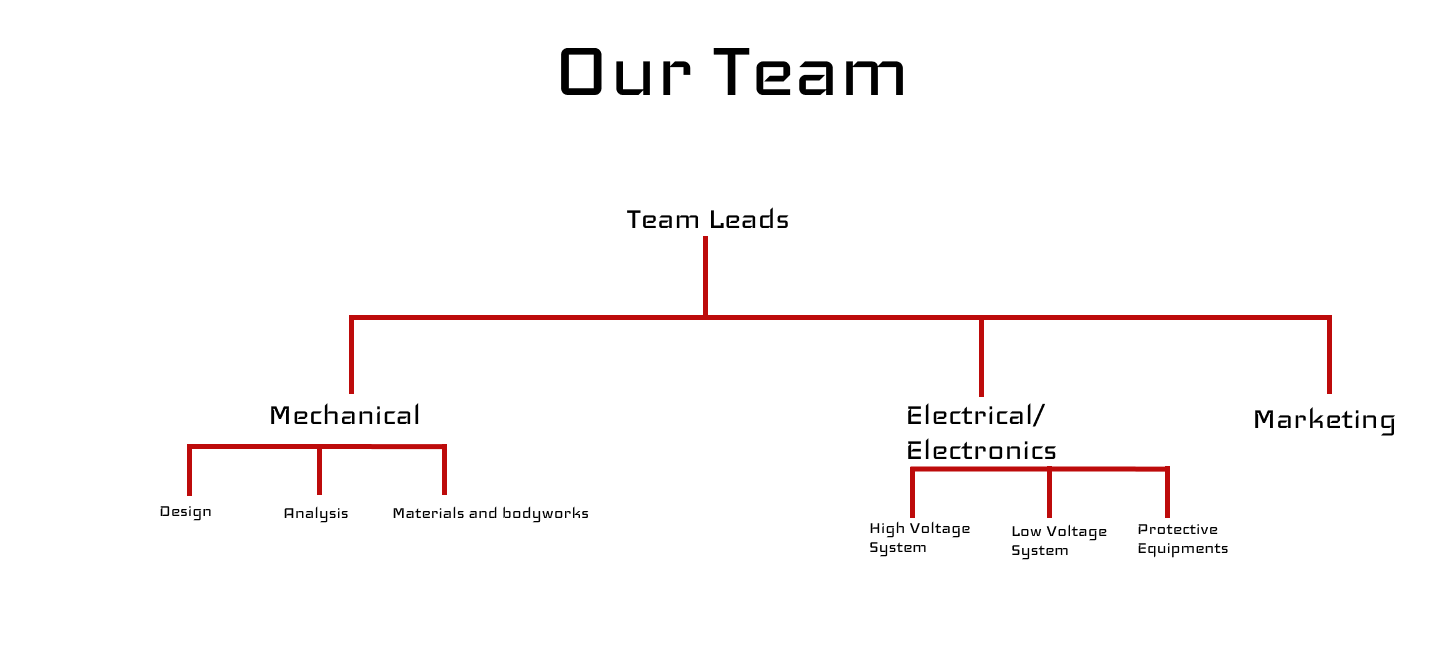 Our Team
Team Leads
Mechanical
Electrical/
Electronics
Marketing
Design
Analysis
Materials and bodyworks
High Voltage
System
Low Voltage
System
Protective
Equipments